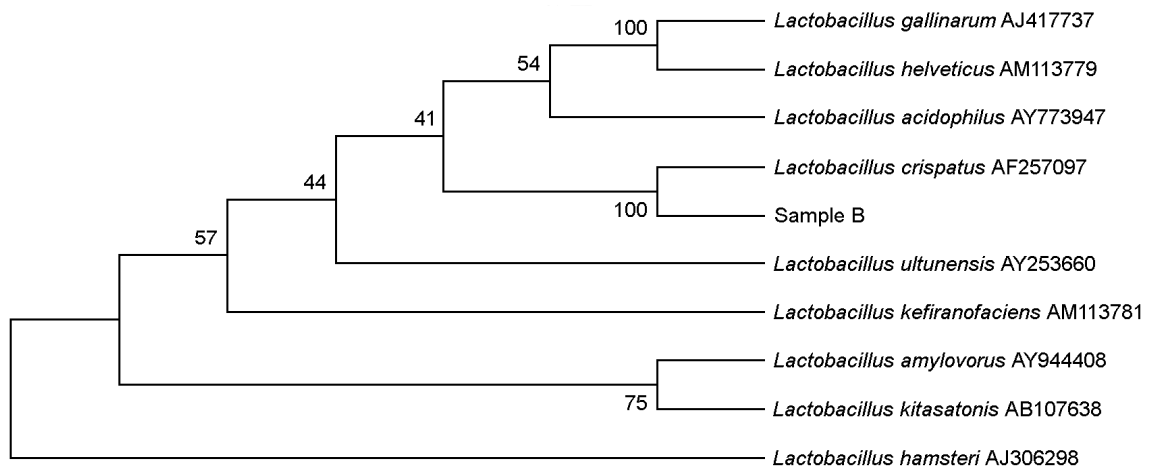 100 Lactobacillus gallinarum AJ417737
54 Lactobacillus helveticus AM113779
41 Lactobacillus acidophilus AY773947
Lactobacillus crispatus AF257097
44 100 Sample B
57 Lactobacillus ultunensis AY253660
Lactobacillus kefiranofaciens AM113781
Lactobacillus amylovorus AY944408
75 Lactobacillus kitasatonis AB107638
Lactobacillus hamsteri AJ306298